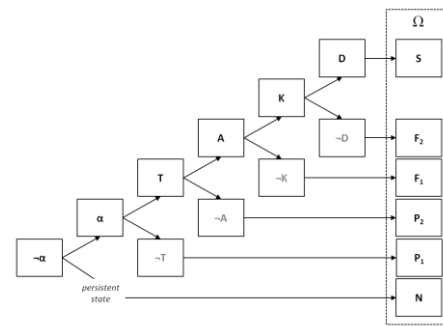 Ω
D S
K ¬D F₂
A ¬K F₁
T ¬A P₂
α ¬T P₁
¬α
persistent
state
N